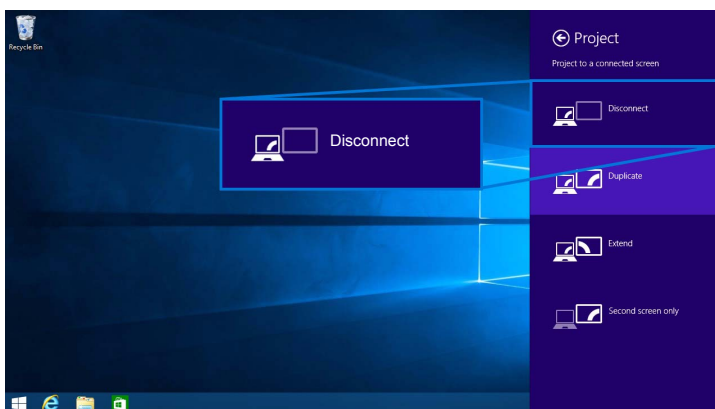 Recycle Bin
Project
Project to a connected screen
Disconnect
Disconnect
Duplicate
Extend
Second screen only